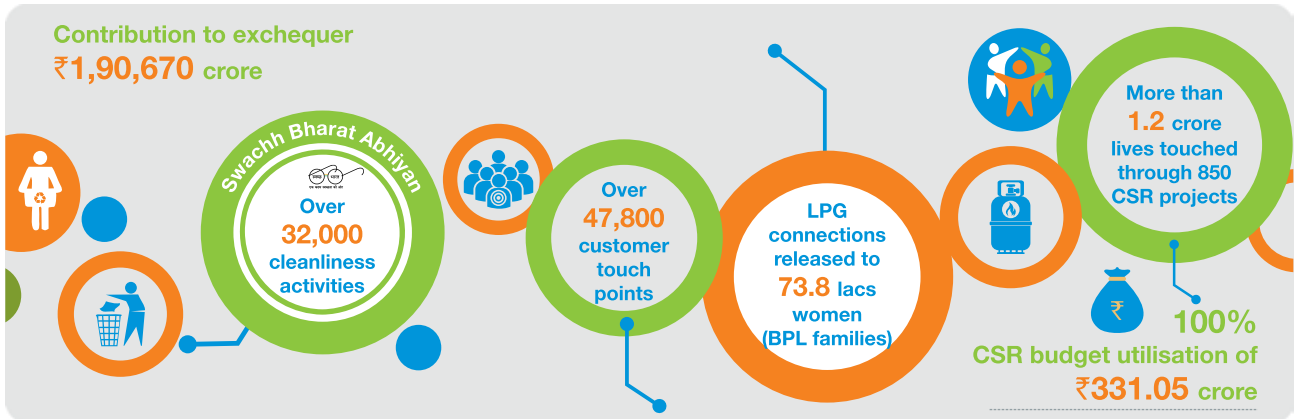 Contribution to exchequer
₹1,90,670 crore
Swachh Bharat Abhiyan
Over
32,000
cleanliness
activities
Over
47,800
customer
touch
points
LPG
connections
released to
73.8 lacs
women
(BPL families)
More than
1.2 crore
lives touched
through 850
CSR projects
₹
100%
CSR budget utilisation of
₹331.05 crore